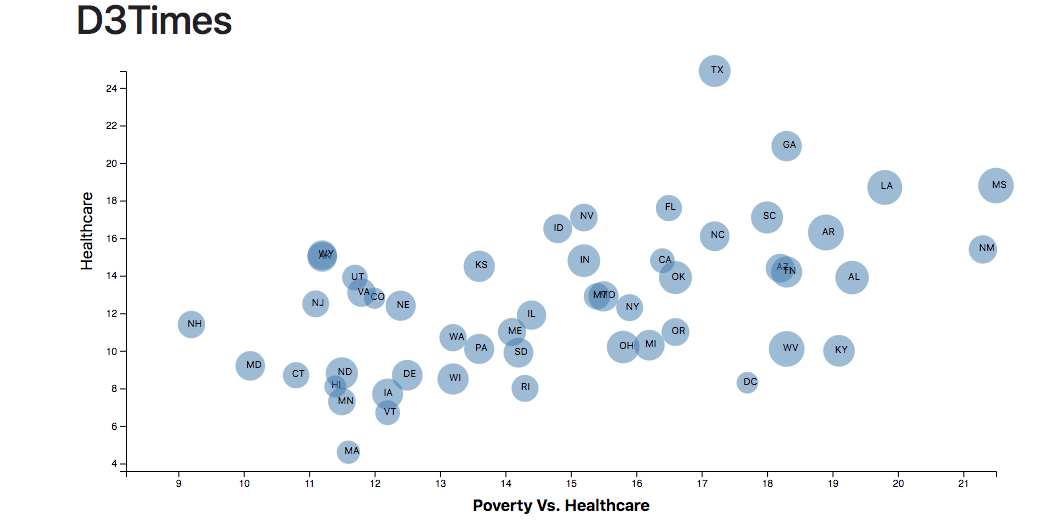 D3Times
TX
24
22
GA
20
LA
MS
18
FL
NV
SC
ID
AR
NC
16
NM
WY
IN
CA
KS
AZ
TN
14
UT
OK
AL
VA
CO
MO
NJ
NE
NY
12
IL
NH
ME
OR
WA
MI
OH
PA
SD
WV
KY
10
MD
ND
CT
DE
WI
DC
HI
RI
8
IA
MN
VT
6
MA
4
Healthcare
9 10 11 12 13 14 15 16 17 18 19 20 21
Poverty Vs. Healthcare